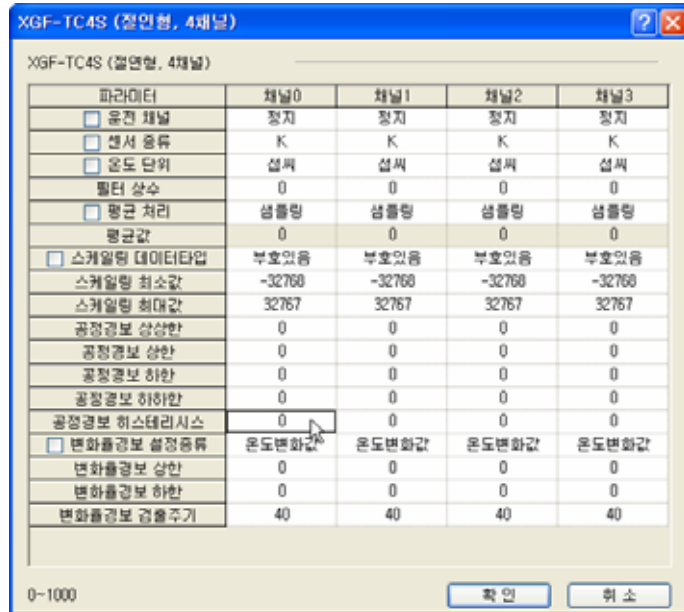 XGF-TC4S (절연형, 4채널)
XGF-TC4S (절연형, 4채널)
파라미터 채널0 채널1 채널2 채널3
운전 채널 정지 정지 정지 정지
센서 종류 K K K K
온도 단위 섭씨 섭씨 섭씨 섭씨
필터 상수 0 0 0 0
평균 처리 샘플링 샘플링 샘플링 샘플링
평균값 0 0 0 0
스케일링 데이터타입 부호있음 부호있음 부호있음 부호있음
스케일링 최소값 -32768 -32768 -32768 -32768
스케일링 최대값 32767 32767 32767 32767
공정경보 상상한 0 0 0 0
공정경보 상한 0 0 0 0
공정경보 하한 0 0 0 0
공정경보 하하한 0 0 0 0
공정경보 히스테리시스 0 0 0 0
변화율경보 설정종류 온도변화값 온도변화값 온도변화값 온도변화값
변화율경보 상한 0 0 0 0
변화율경보 하한 0 0 0 0
변화율경보 검출주기 40 40 40 40
0~1000 확인 취소